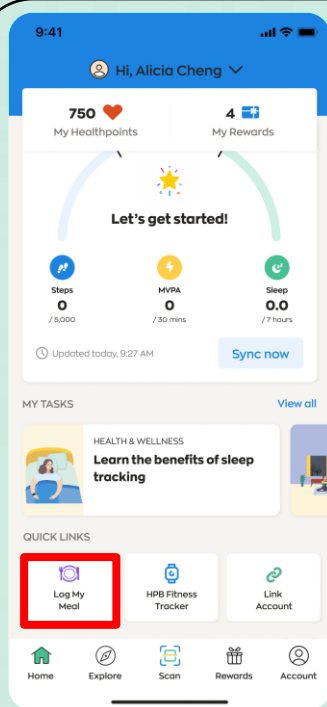 9:41
Hi, Alicia Cheng
750
My Healthpoints
4
My Rewards
Let's get started!
Steps
0
/ 5,000
MVPA
0
/ 30 mins
Sleep
0.0
/ 7 hours
Updated today, 9:27 AM
Sync now
MY TASKS
View all
HEALTH & WELLNESS
Learn the benefits of sleep
tracking
QUICK LINKS
Log My
Meal
HPB Fitness
Tracker
Link
Account
Home
Explore
Scan
Rewards
Account